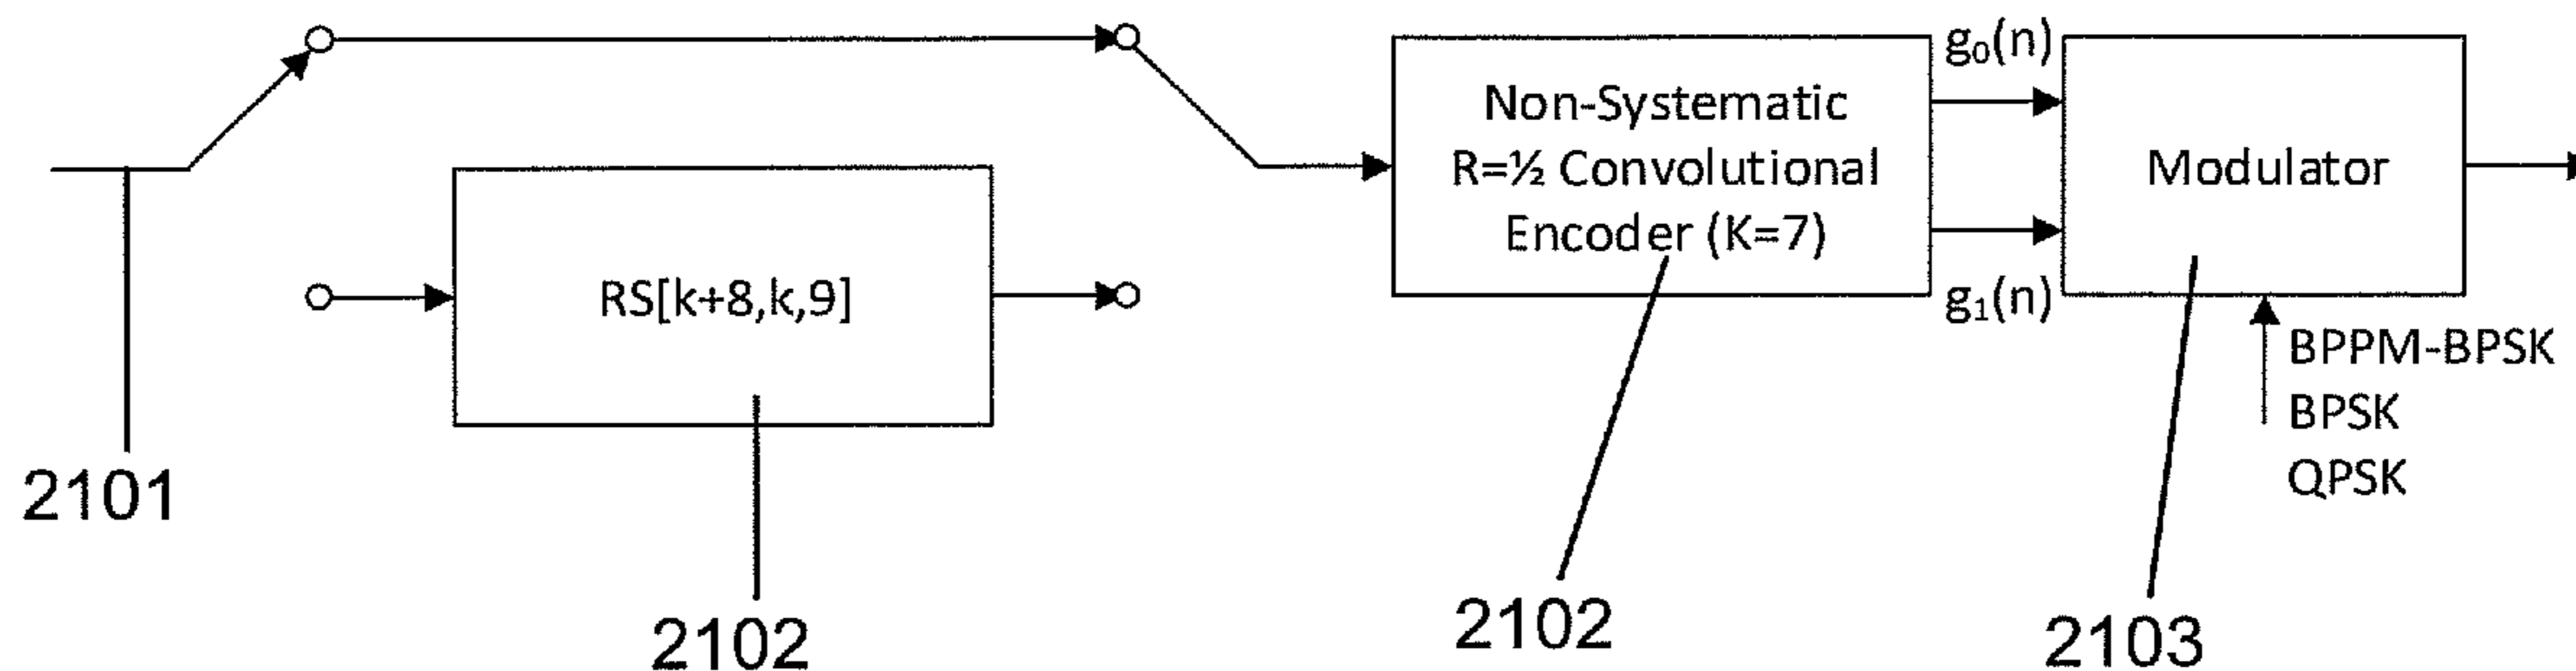 g₀(n)
Non-Systematic
R=½ Convolutional
Encoder (K=7)
Modulator
RS[k+8,k,9]
g₁(n)
BPPM-BPSK
BPSK
QPSK
2101
2102
2102
2103